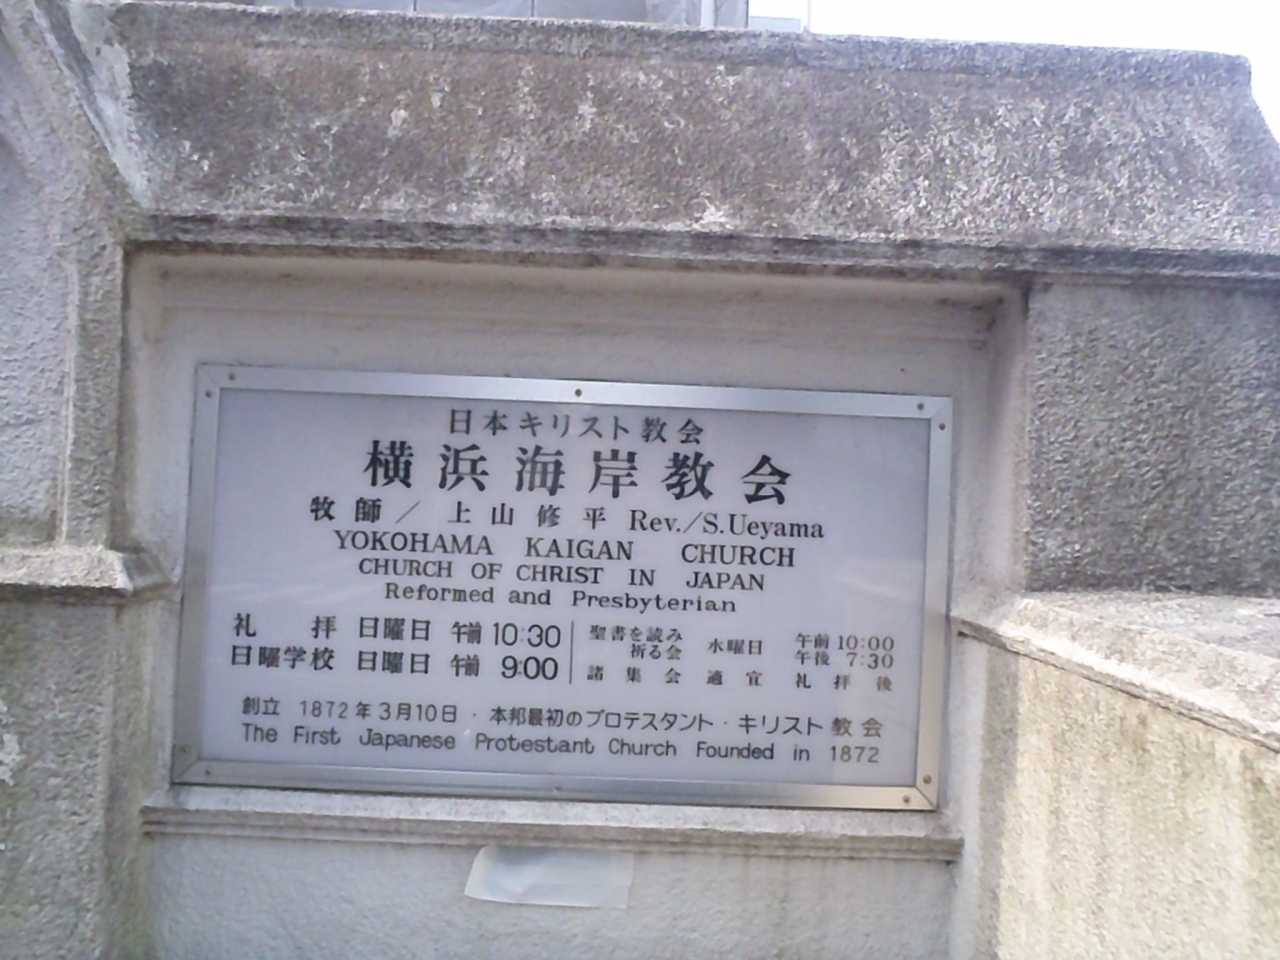 日本キリスト教会
横浜海岸教会
牧師／上山修平 Rev./S.Ueyama
YOKOHAMA KAIGAN CHURCH
CHURCH OF CHRIST IN JAPAN
Reformed and Presbyterian
礼拝 日曜日 午前 10:30
日曜学校 日曜日 午前 9:00
聖書を読み
祈る会 水曜日 午前 10:00
午後 7:30
諸集会 適宜 礼拝後
創立 1872年3月10日・本邦最初のプロテスタント・キリスト教会
The First Japanese Protestant Church Founded in 1872